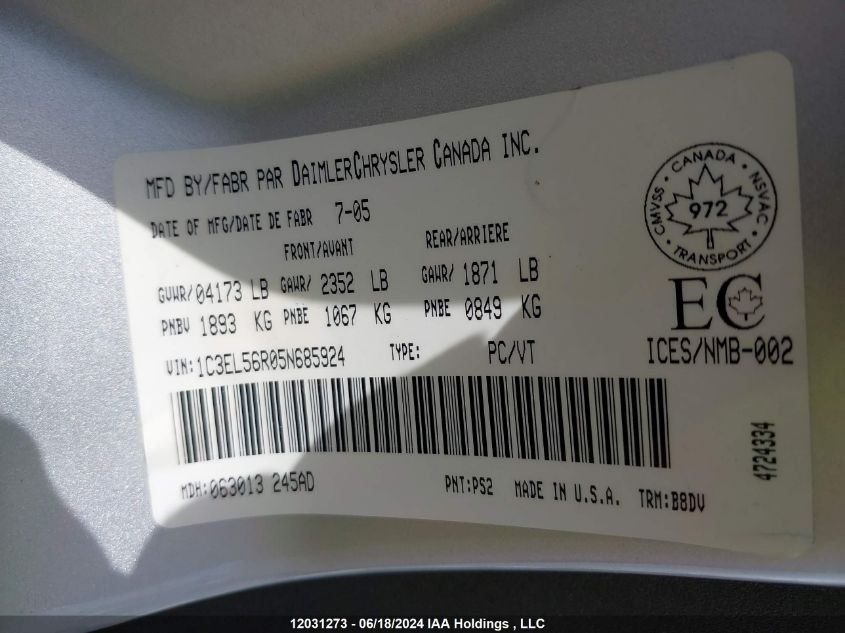 MFD BY/FABR PAR DAIMLERCHRYSLER CANADA INC.
DATE OF MFG/DATE DE FABR 7-05
FRONT/AVANT REAR/ARRIERE
GVWR/04173 LB GAWR/ 2352 LB GAWR/ 1871 LB
PNBV 1893 KG PNBE 1067 KG PNBE 0849 KG
VIN:1C3EL56R05N685924 TYPE: PC/VT
MDH:063013 245AD PNT:PS2 MADE IN U.S.A. TRM:B8DV
CANADA
CMVSS 972 NSVAC
TRANSPORT
EC
ICES/NMB-002
4724334
12031273 - 06/18/2024 IAA Holdings , LLC